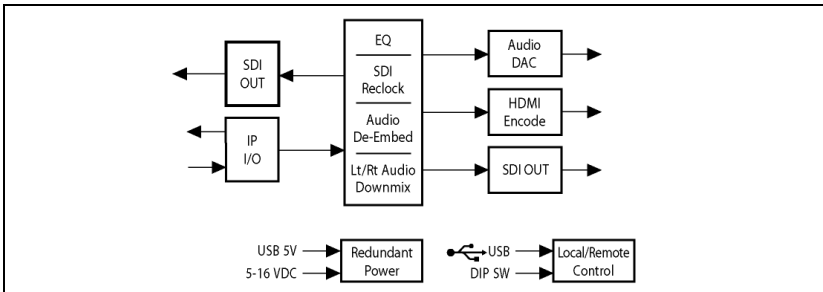 SDI
OUT
IP
I/O
EQ
SDI
Reclock
Audio
De-Embed
Lt/Rt Audio
Downmix
Audio
DAC
HDMI
Encode
SDI OUT
USB 5V
5-16 VDC
Redundant
Power
USB
DIP SW
Local/Remote
Control